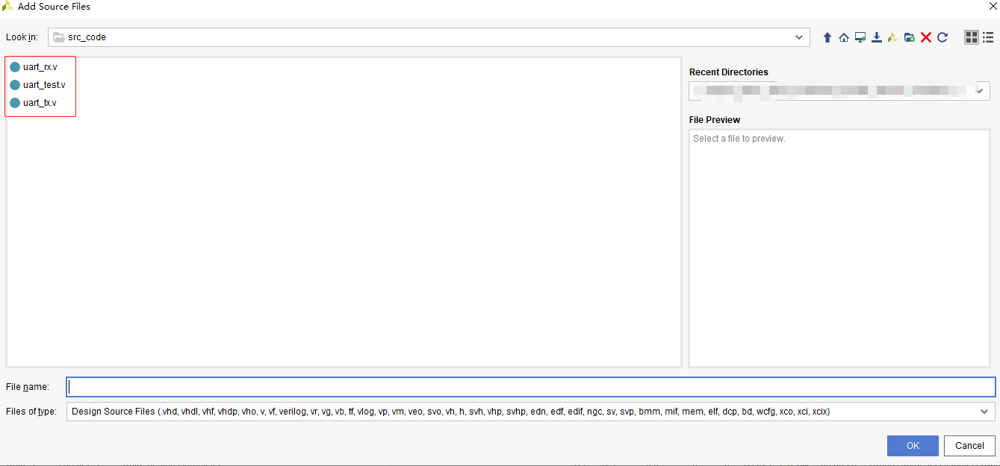 Add Source Files
Look in: src_code
uart_rx.v
uart_test.v
uart_tx.v
Recent Directories
File Preview
Select a file to preview.
File name:
Files of type: Design Source Files (.vhd, vhdl, vhf, vhdp, vho, v, vf, verilog, vr, vg, vb, tf, vlog, vp, vm, veo, svo, vh, h, svh, vhp, svhp, edn, edf, edif, ngc, sv, svp, bmm, mif, mem, elf, dcp, bd, wcfg, xco, xci, xcix)
OK Cancel